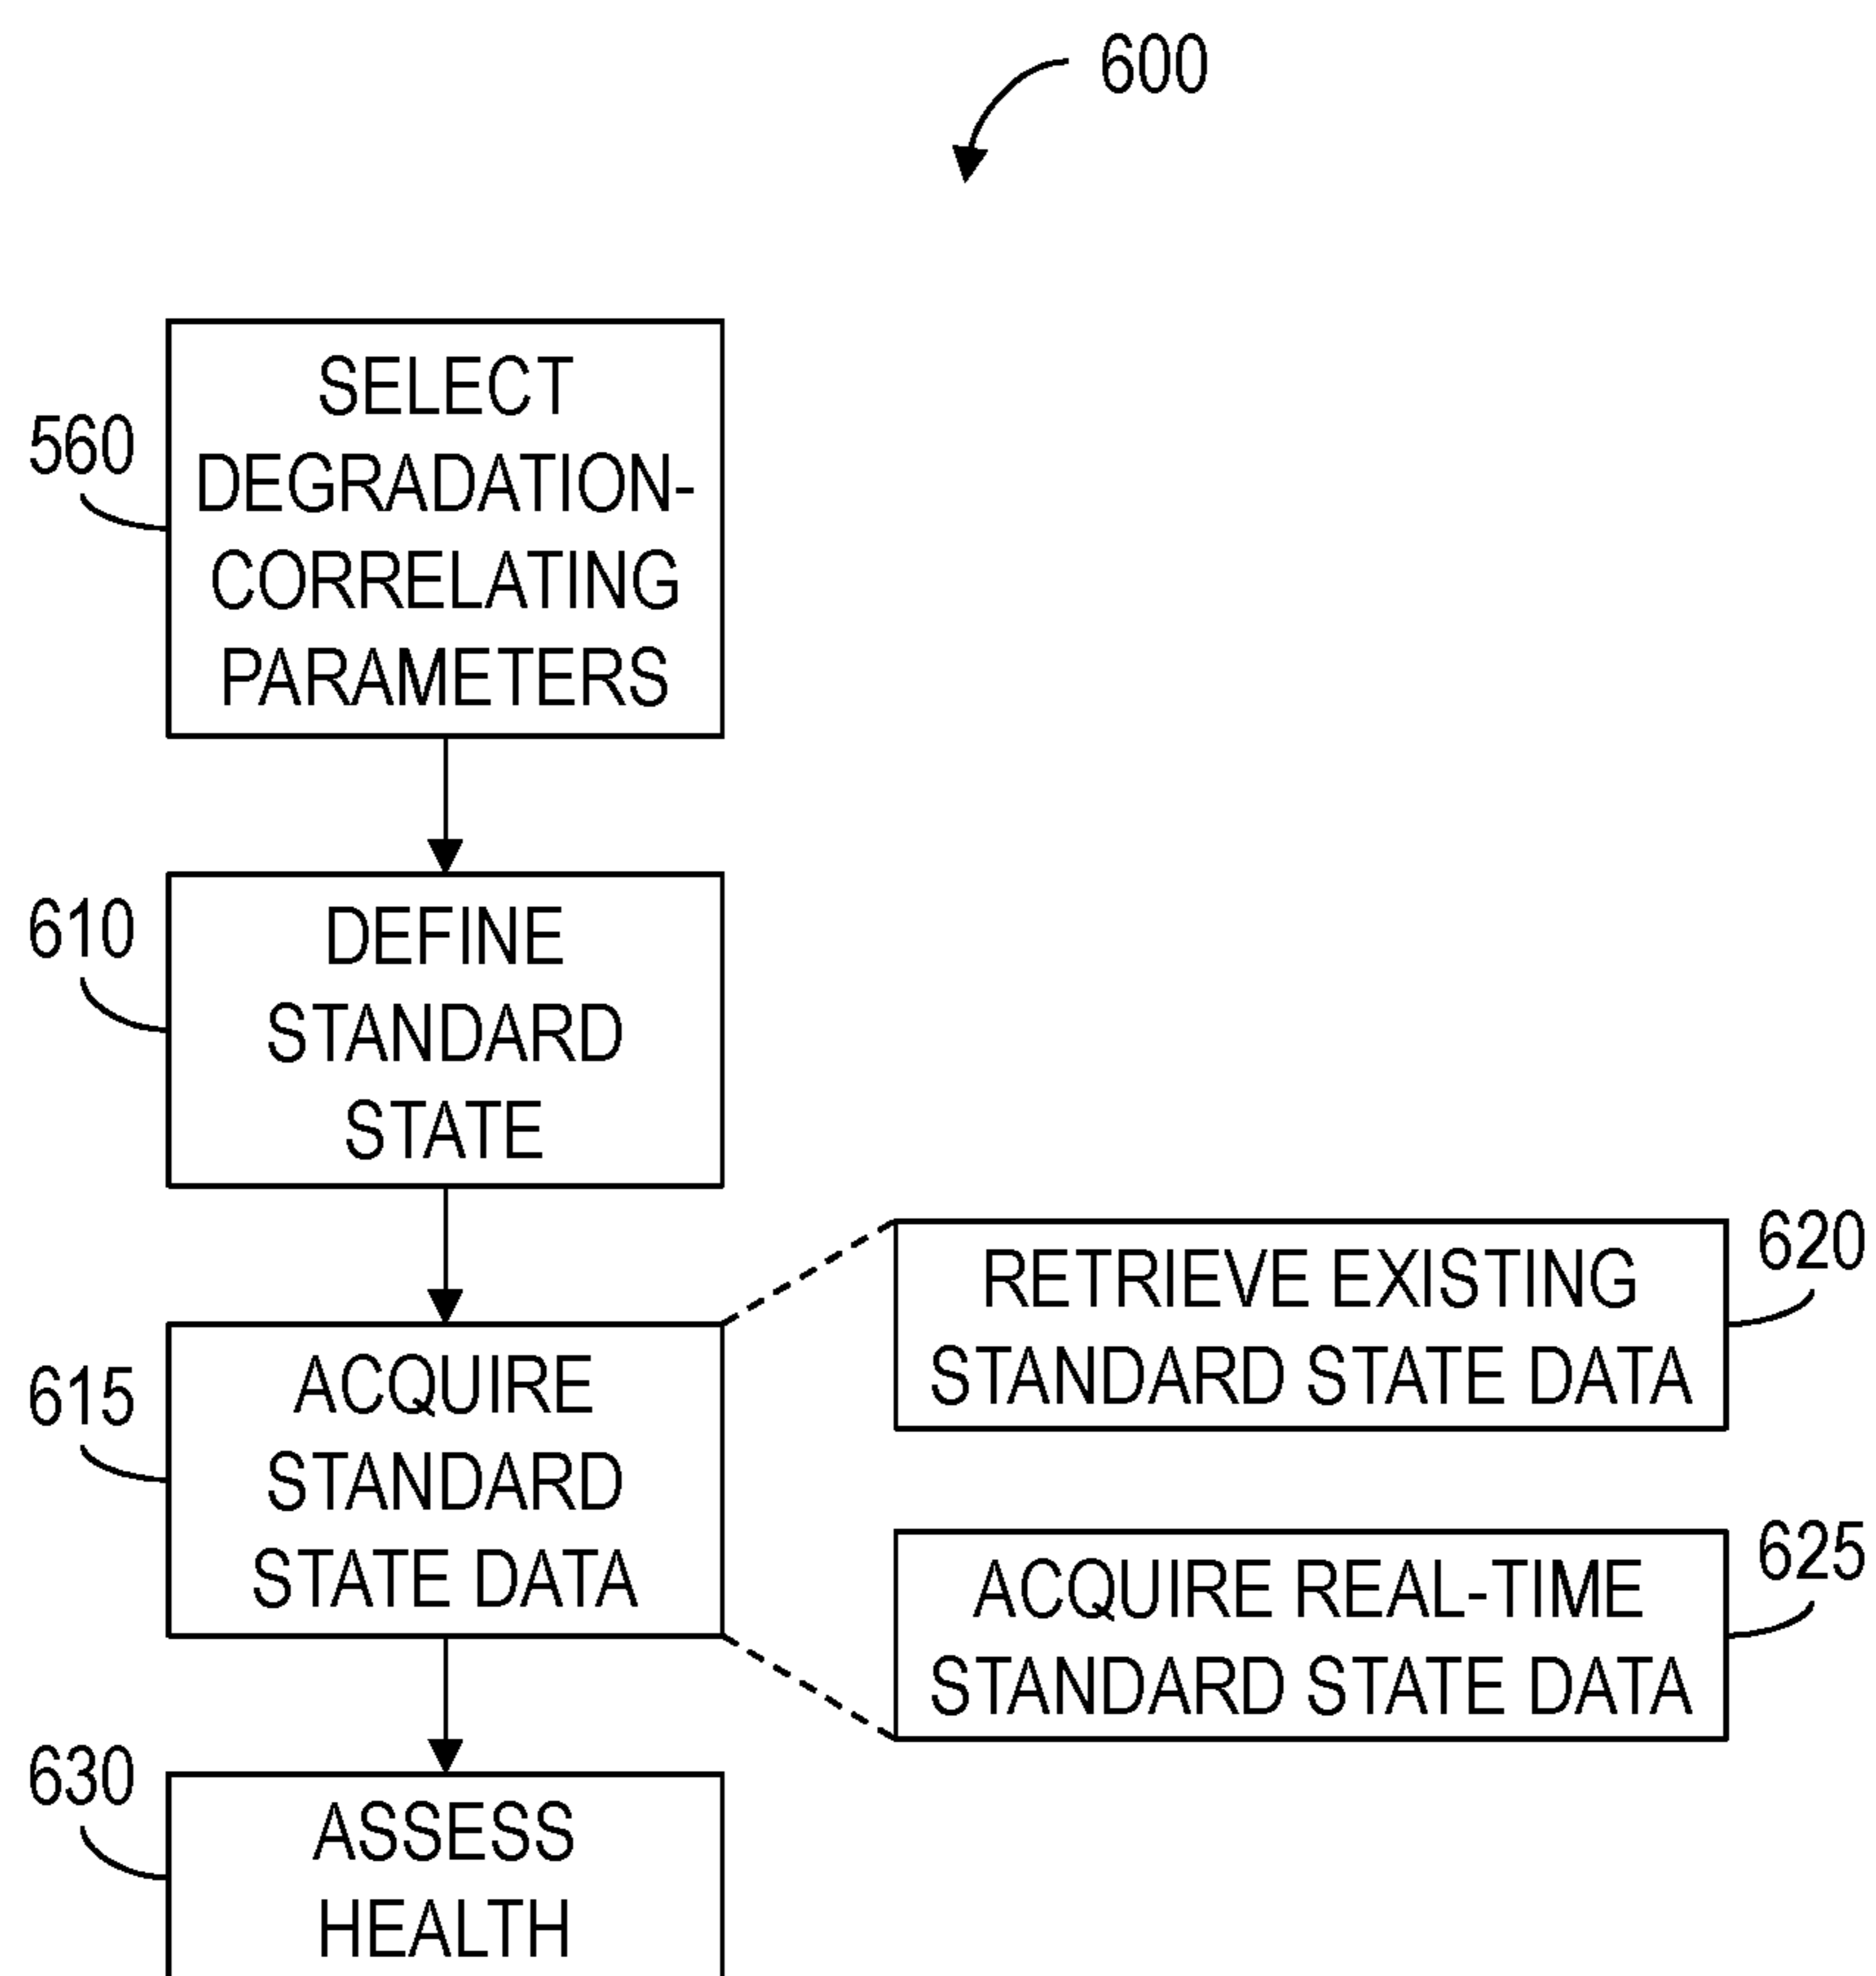 600
560
SELECT
DEGRADATION-
CORRELATING
PARAMETERS
610
DEFINE
STANDARD
STATE
615
ACQUIRE
STANDARD
STATE DATA
620
RETRIEVE EXISTING
STANDARD STATE DATA
625
ACQUIRE REAL-TIME
STANDARD STATE DATA
630
ASSESS
HEALTH